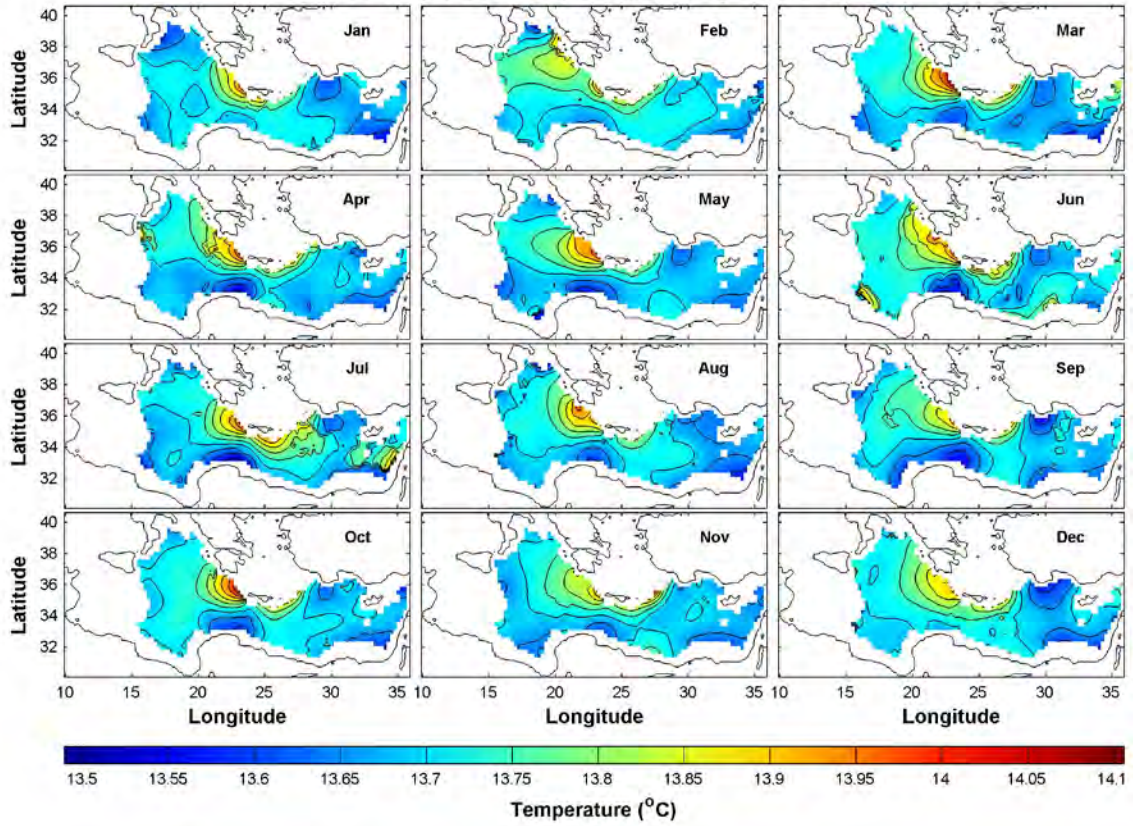 40
38
36
34
32
Latitude
Jan
Feb
Mar
40
38
36
34
32
Latitude
Apr
May
Jun
40
38
36
34
32
Latitude
Jul
Aug
Sep
40
38
36
34
32
Latitude
Oct
Nov
Dec
10 15 20 25 30 35 10 15 20 25 30 35 10 15 20 25 30 35
Longitude Longitude Longitude
13.5 13.55 13.6 13.65 13.7 13.75 13.8 13.85 13.9 13.95 14 14.05 14.1
Temperature (°C)